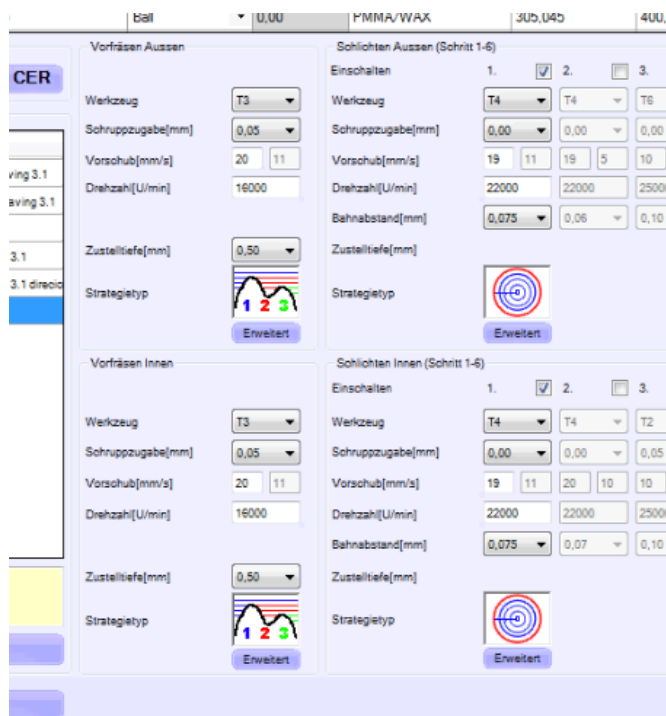 Ball 0,00 PMMA/WAX 305,045 400,
CER
ving 3.1
aving 3.1
3.1
3.1 direcio
Vorfräsen Aussen
Werkzeug T3
Schruppzugabe[mm] 0,05
Vorschub[mm/s] 20 11
Drehzahl[U/min] 16000
Zustelltiefe[mm] 0,50
Strategietyp 1 2 3
Erweitert
Schlichten Aussen (Schritt 1-6)
Einschalten 1. 2. 3.
Werkzeug T4 T4 T6
Schruppzugabe[mm] 0,00 0,00 0,00
Vorschub[mm/s] 19 11 19 5 10
Drehzahl[U/min] 22000 22000 25000
Bahnabstand[mm] 0,075 0,06 0,10
Zustelltiefe[mm]
Strategietyp
Erweitert
Vorfräsen Innen
Werkzeug T3
Schruppzugabe[mm] 0,05
Vorschub[mm/s] 20 11
Drehzahl[U/min] 16000
Zustelltiefe[mm] 0,50
Strategietyp 1 2 3
Erweitert
Schlichten Innen (Schritt 1-6)
Einschalten 1. 2. 3.
Werkzeug T4 T4 T2
Schruppzugabe[mm] 0,00 0,00 0,05
Vorschub[mm/s] 19 11 20 10 10
Drehzahl[U/min] 22000 22000 25000
Bahnabstand[mm] 0,075 0,07 0,10
Zustelltiefe[mm]
Strategietyp
Erweitert